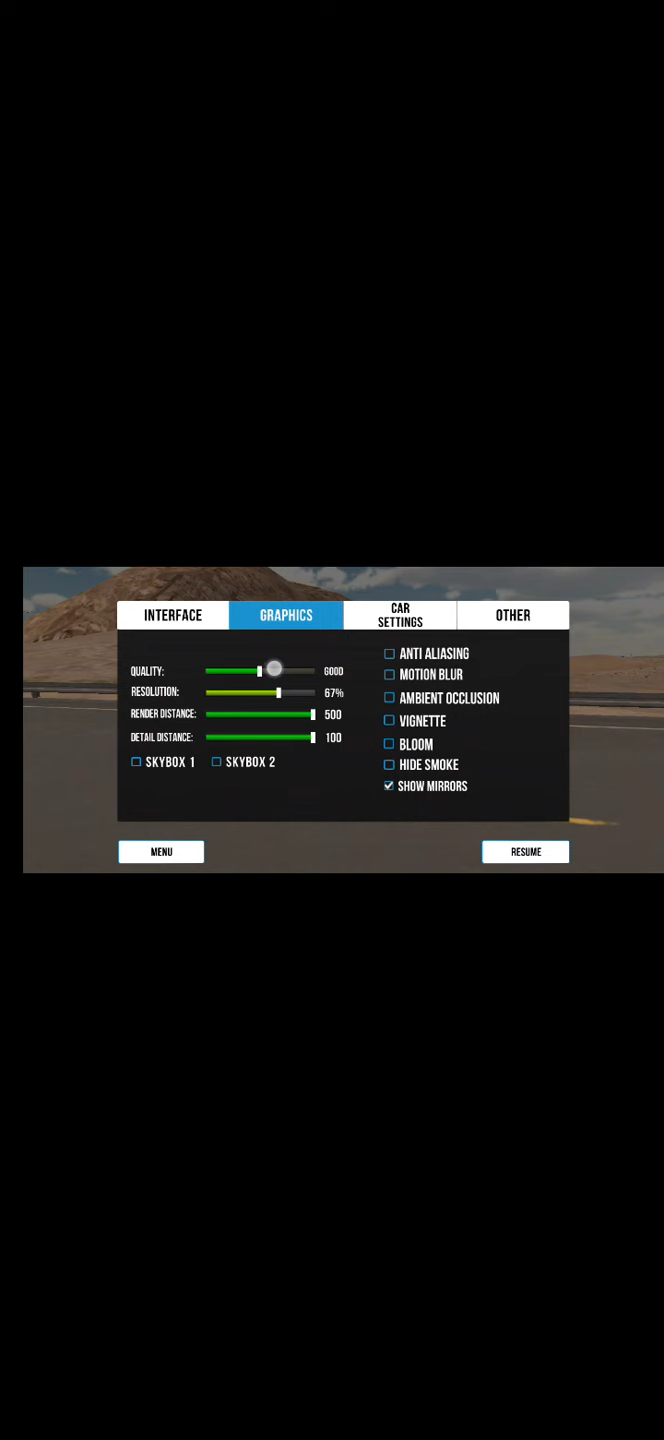 INTERFACE
GRAPHICS
CAR
SETTINGS
OTHER
QUALITY: GOOD
RESOLUTION: 67%
RENDER DISTANCE: 500
DETAIL DISTANCE: 100
SKYBOX 1 SKYBOX 2
ANTI ALIASING
MOTION BLUR
AMBIENT OCCLUSION
VIGNETTE
BLOOM
HIDE SMOKE
SHOW MIRRORS
MENU
RESUME